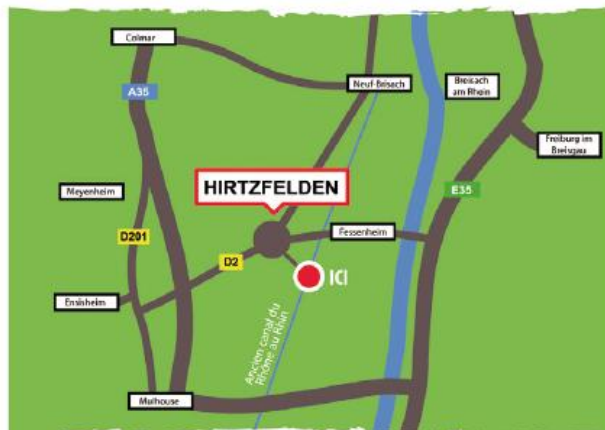 Colmar
Neuf-Brisach
Breisach
am Rhein
A35
Freiburg im
Breisgau
Meyenheim
HIRTZFELDEN
E35
D201
Fessenheim
D2
ICI
Ensisheim
Ancien canal du
Rhône au Rhin
Mulhouse